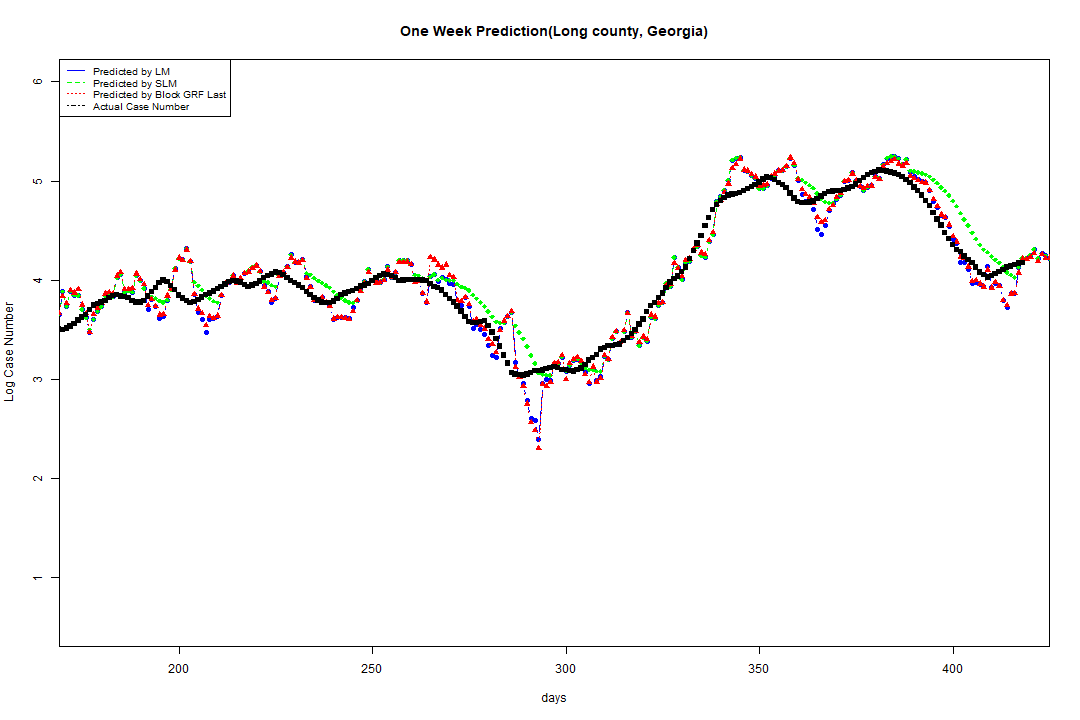 One Week Prediction(Long county, Georgia)
Predicted by LM
Predicted by SLM
Predicted by Block GRF Last
Actual Case Number
6
5
4
3
2
1
Log Case Number
200 250 300 350 400
days